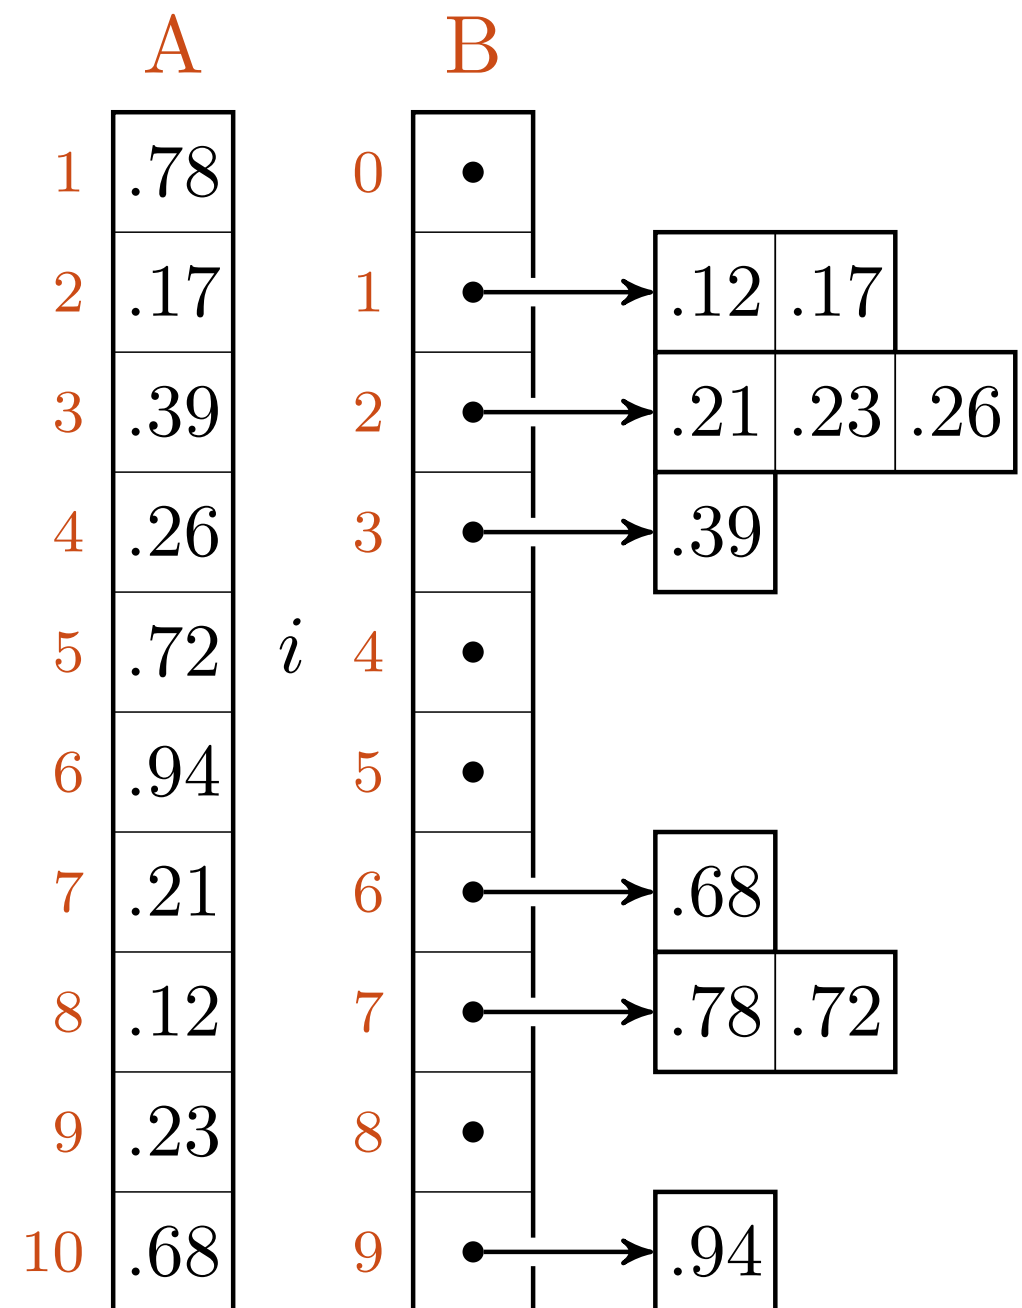 A B
1 .78 0
2 .17 1 .12 .17
3 .39 2 .21 .23 .26
4 .26 3 .39
5 .72 i 4
6 .94 5
7 .21 6 .68
8 .12 7 .78 .72
9 .23 8
10 .68 9 .94